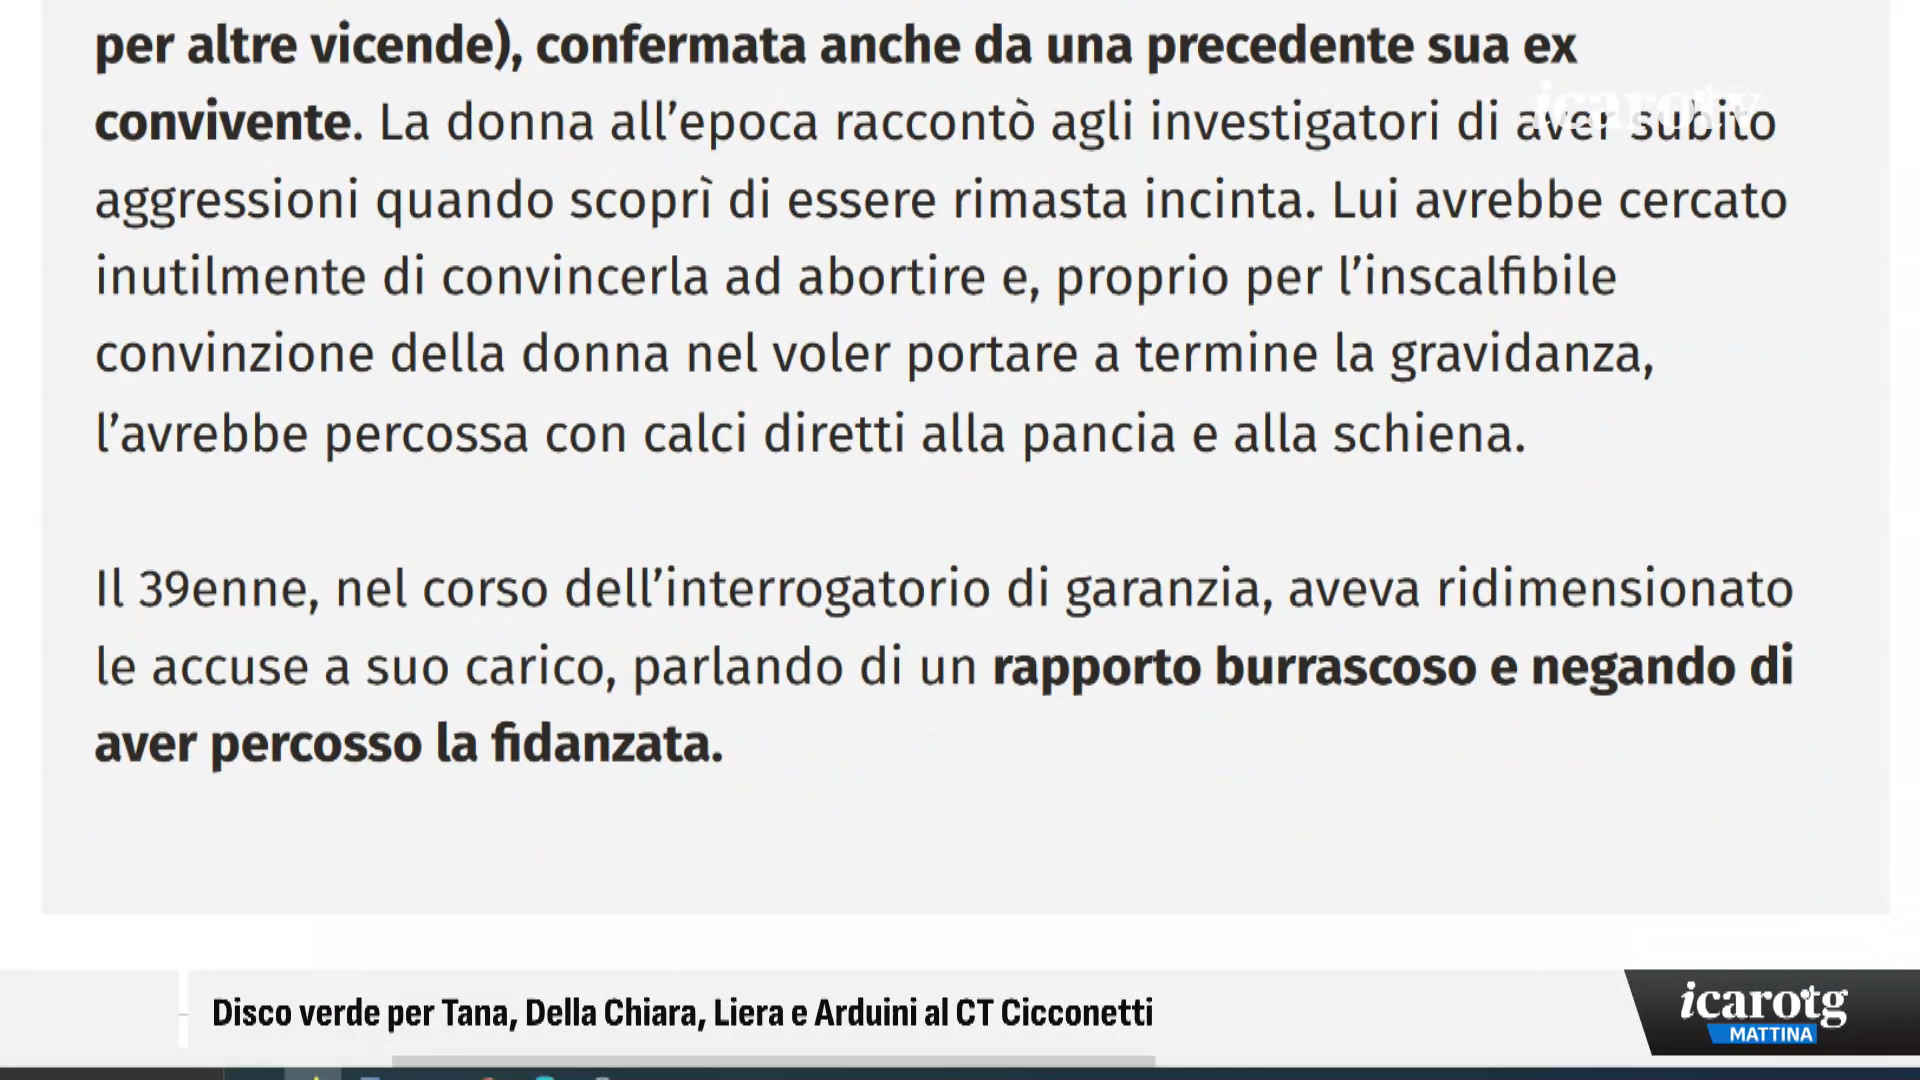 per altre vicende), confermata anche da una precedente sua ex
convivente. La donna all’epoca raccontò agli investigatori di aver subito
icarotv
aggressioni quando scoprì di essere rimasta incinta. Lui avrebbe cercato
inutilmente di convincerla ad abortire e, proprio per l’inscalfibile
convinzione della donna nel voler portare a termine la gravidanza,
l’avrebbe percossa con calci diretti alla pancia e alla schiena.
Il 39enne, nel corso dell’interrogatorio di garanzia, aveva ridimensionato
le accuse a suo carico, parlando di un rapporto burrascoso e negando di
aver percosso la fidanzata.
Disco verde per Tana, Della Chiara, Liera e Arduini al CT Cicconetti
icarotg
MATTINA